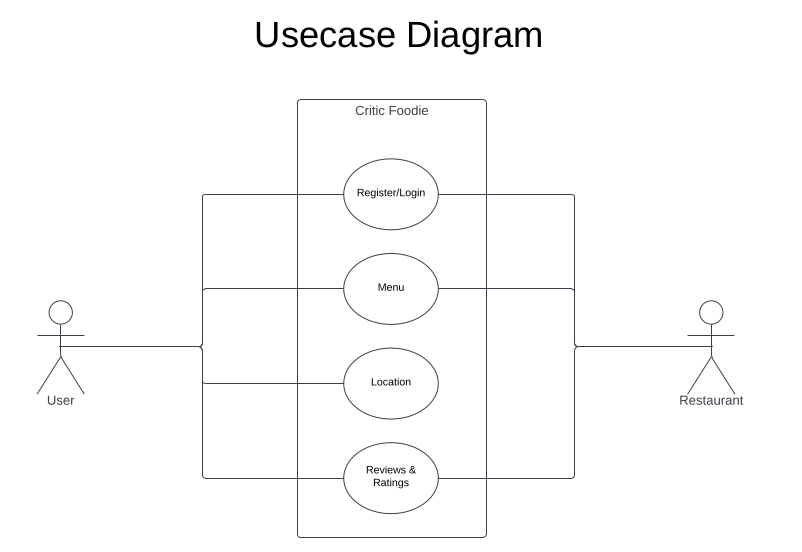 Usecase Diagram
Critic Foodie
Register/Login
Menu
Location
Reviews &
Ratings
User
Restaurant